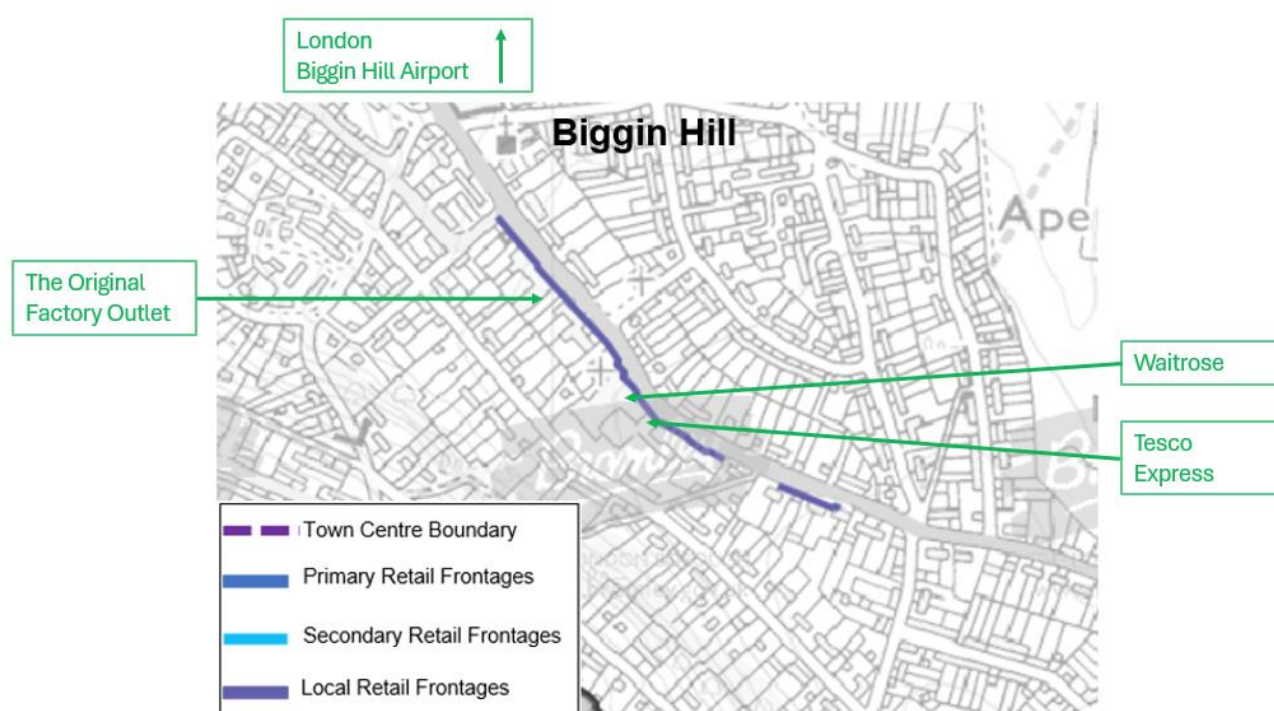 London
Biggin Hill Airport
Biggin Hill
Ape
The Original
Factory Outlet
Waitrose
Tesco
Express
Town Centre Boundary
Primary Retail Frontages
Secondary Retail Frontages
Local Retail Frontages